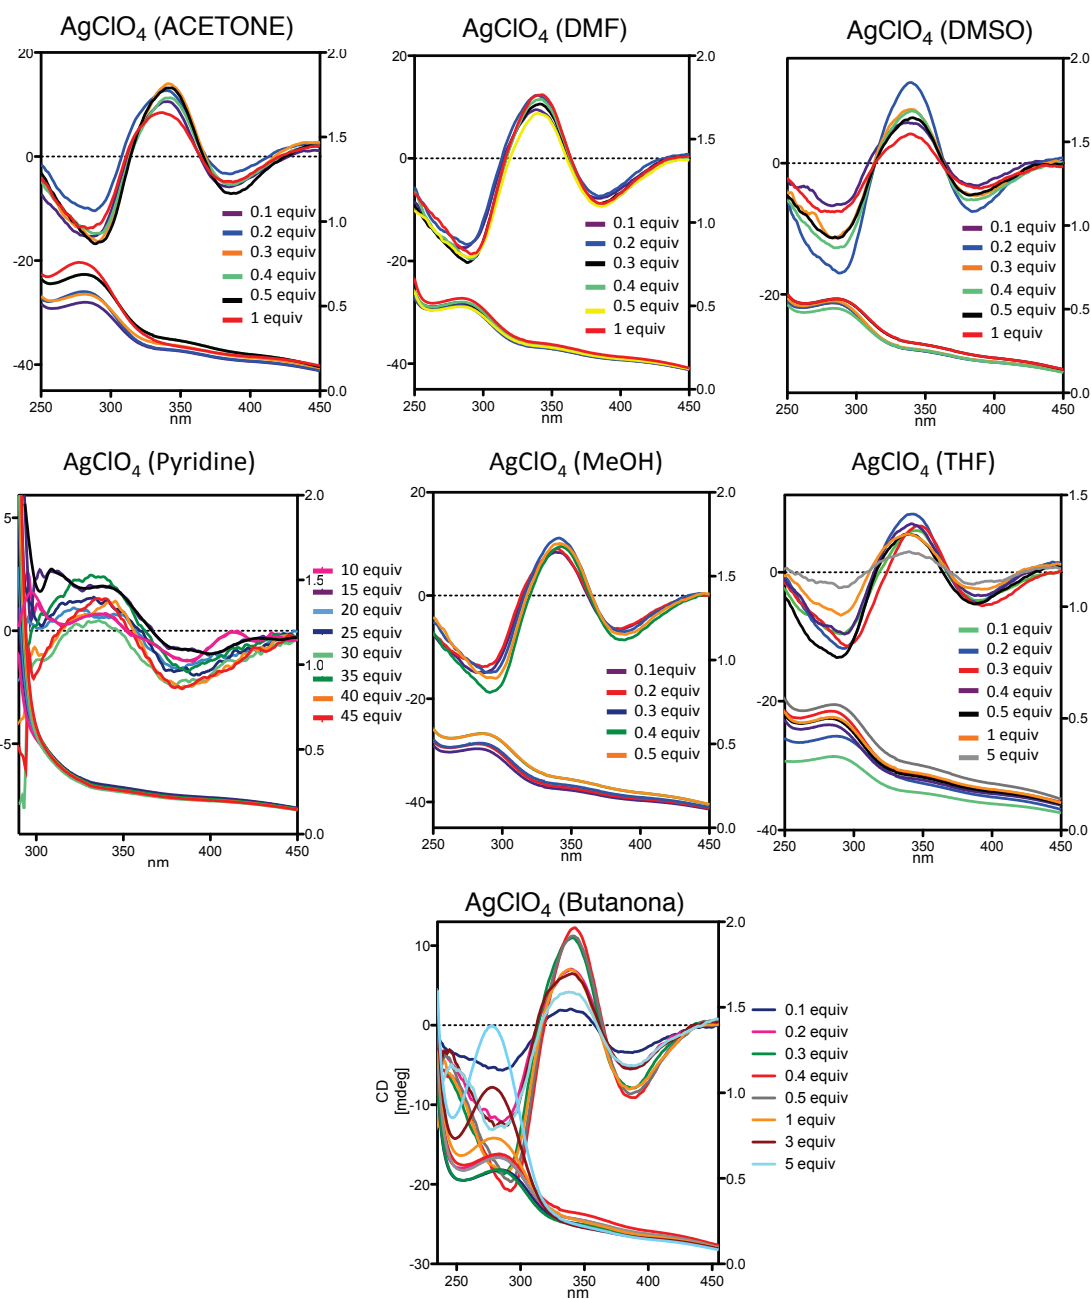 AgClO4 (ACETONE)
20
0
-20
-40
2.0
1.5
1.0
0.5
0.0
0.1 equiv
0.2 equiv
0.3 equiv
0.4 equiv
0.5 equiv
1 equiv
250 300 350 400 450
nm
AgClO4 (DMF)
20
0
-20
-40
2.0
1.5
1.0
0.5
0.0
0.1 equiv
0.2 equiv
0.3 equiv
0.4 equiv
0.5 equiv
1 equiv
250 300 350 400 450
nm
AgClO4 (DMSO)
0
-20
2.0
1.5
1.0
0.5
0.0
0.1 equiv
0.2 equiv
0.3 equiv
0.4 equiv
0.5 equiv
1 equiv
250 300 350 400 450
nm
AgClO4 (Pyridine)
5
0
-5
2.0
1.5
1.0
0.5
0.0
10 equiv
15 equiv
20 equiv
25 equiv
30 equiv
35 equiv
40 equiv
45 equiv
300 350 400 450
nm
AgClO4 (MeOH)
20
0
-20
-40
2.0
1.5
1.0
0.5
0.0
0.1equiv
0.2 equiv
0.3 equiv
0.4 equiv
0.5 equiv
250 300 350 400 450
nm
AgClO4 (THF)
0
-20
-40
1.5
1.0
0.5
0.0
0.1 equiv
0.2 equiv
0.3 equiv
0.4 equiv
0.5 equiv
1 equiv
5 equiv
250 300 350 400 450
nm
AgClO4 (Butanona)
10
0
-10
-20
-30
CD
[mdeg]
2.0
1.5
1.0
0.5
0.0
0.1 equiv
0.2 equiv
0.3 equiv
0.4 equiv
0.5 equiv
1 equiv
3 equiv
5 equiv
250 300 350 400 450
nm